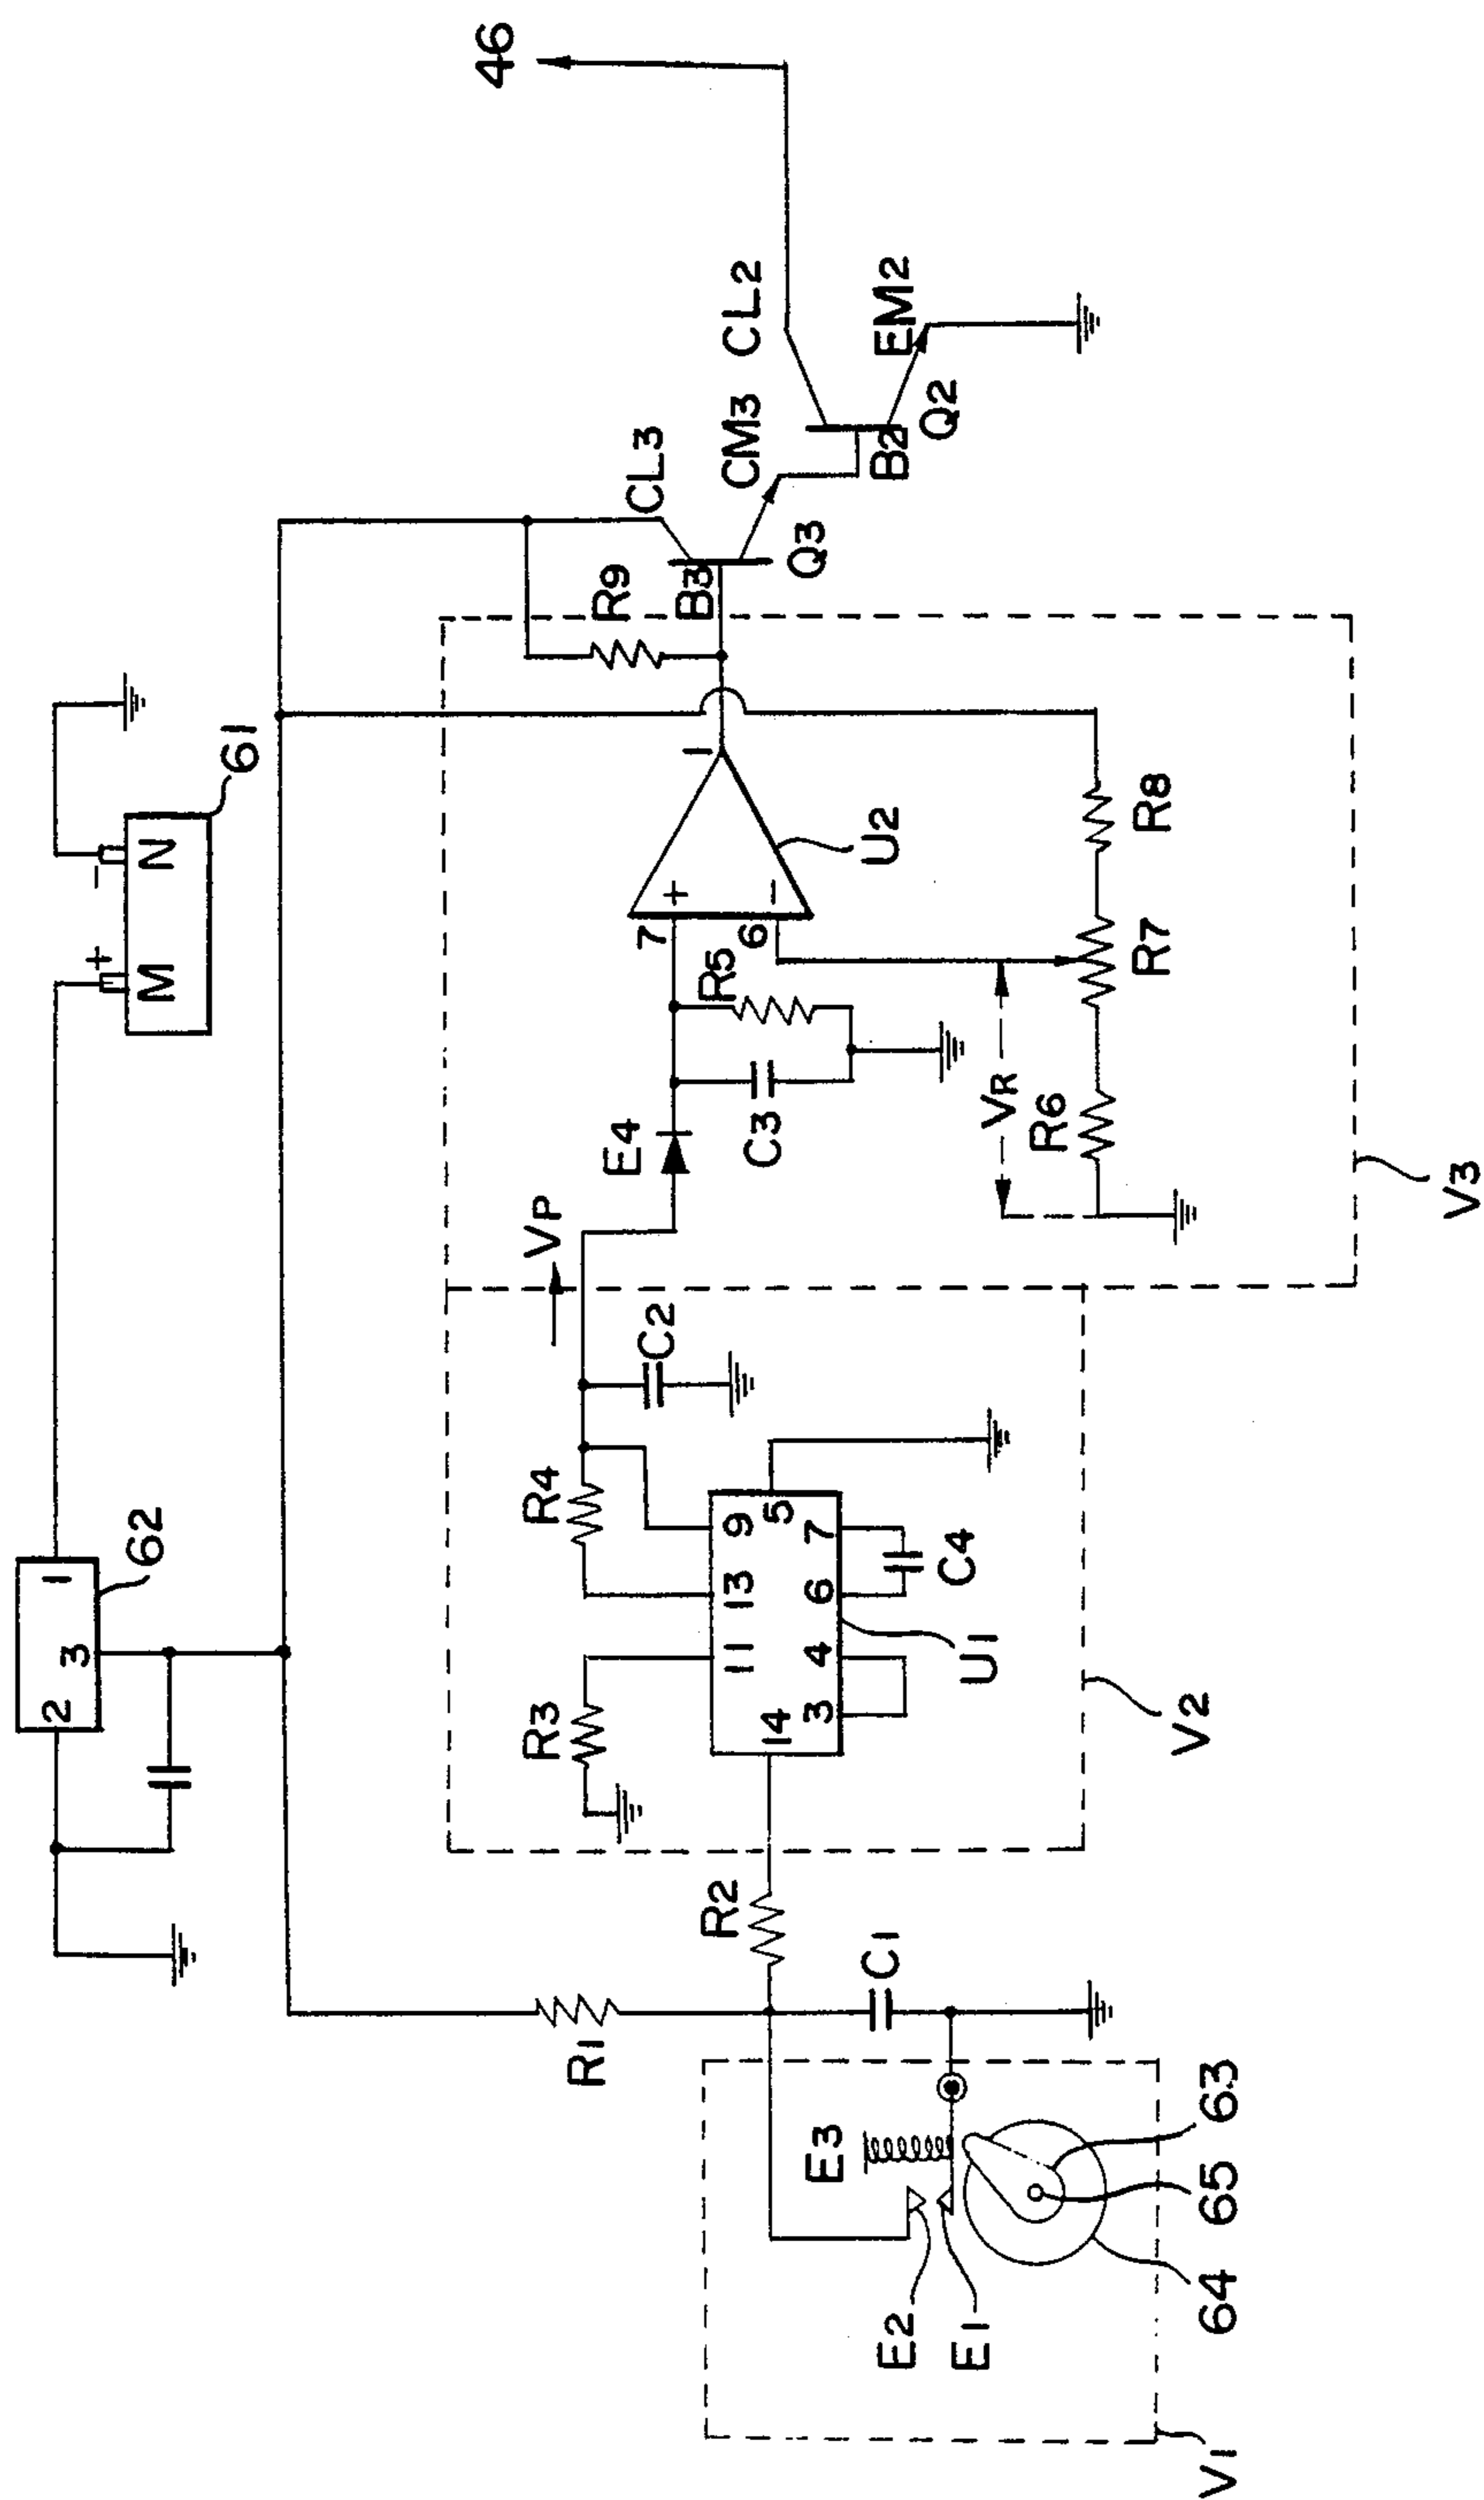 62
1
2
3
+
−
M
N
61
46
R1
R2
C1
E3
E2
E1
63
65
64
V1
R3
R4
14
11
13
9
5
3
4
6
7
U1
C4
C2
V2
VP
E4
C3
R5
7
6
+
−
1
U2
VR
R6
R7
R8
V3
R9
B3
CL3
CM3
Q3
CL2
B2
EM2
Q2